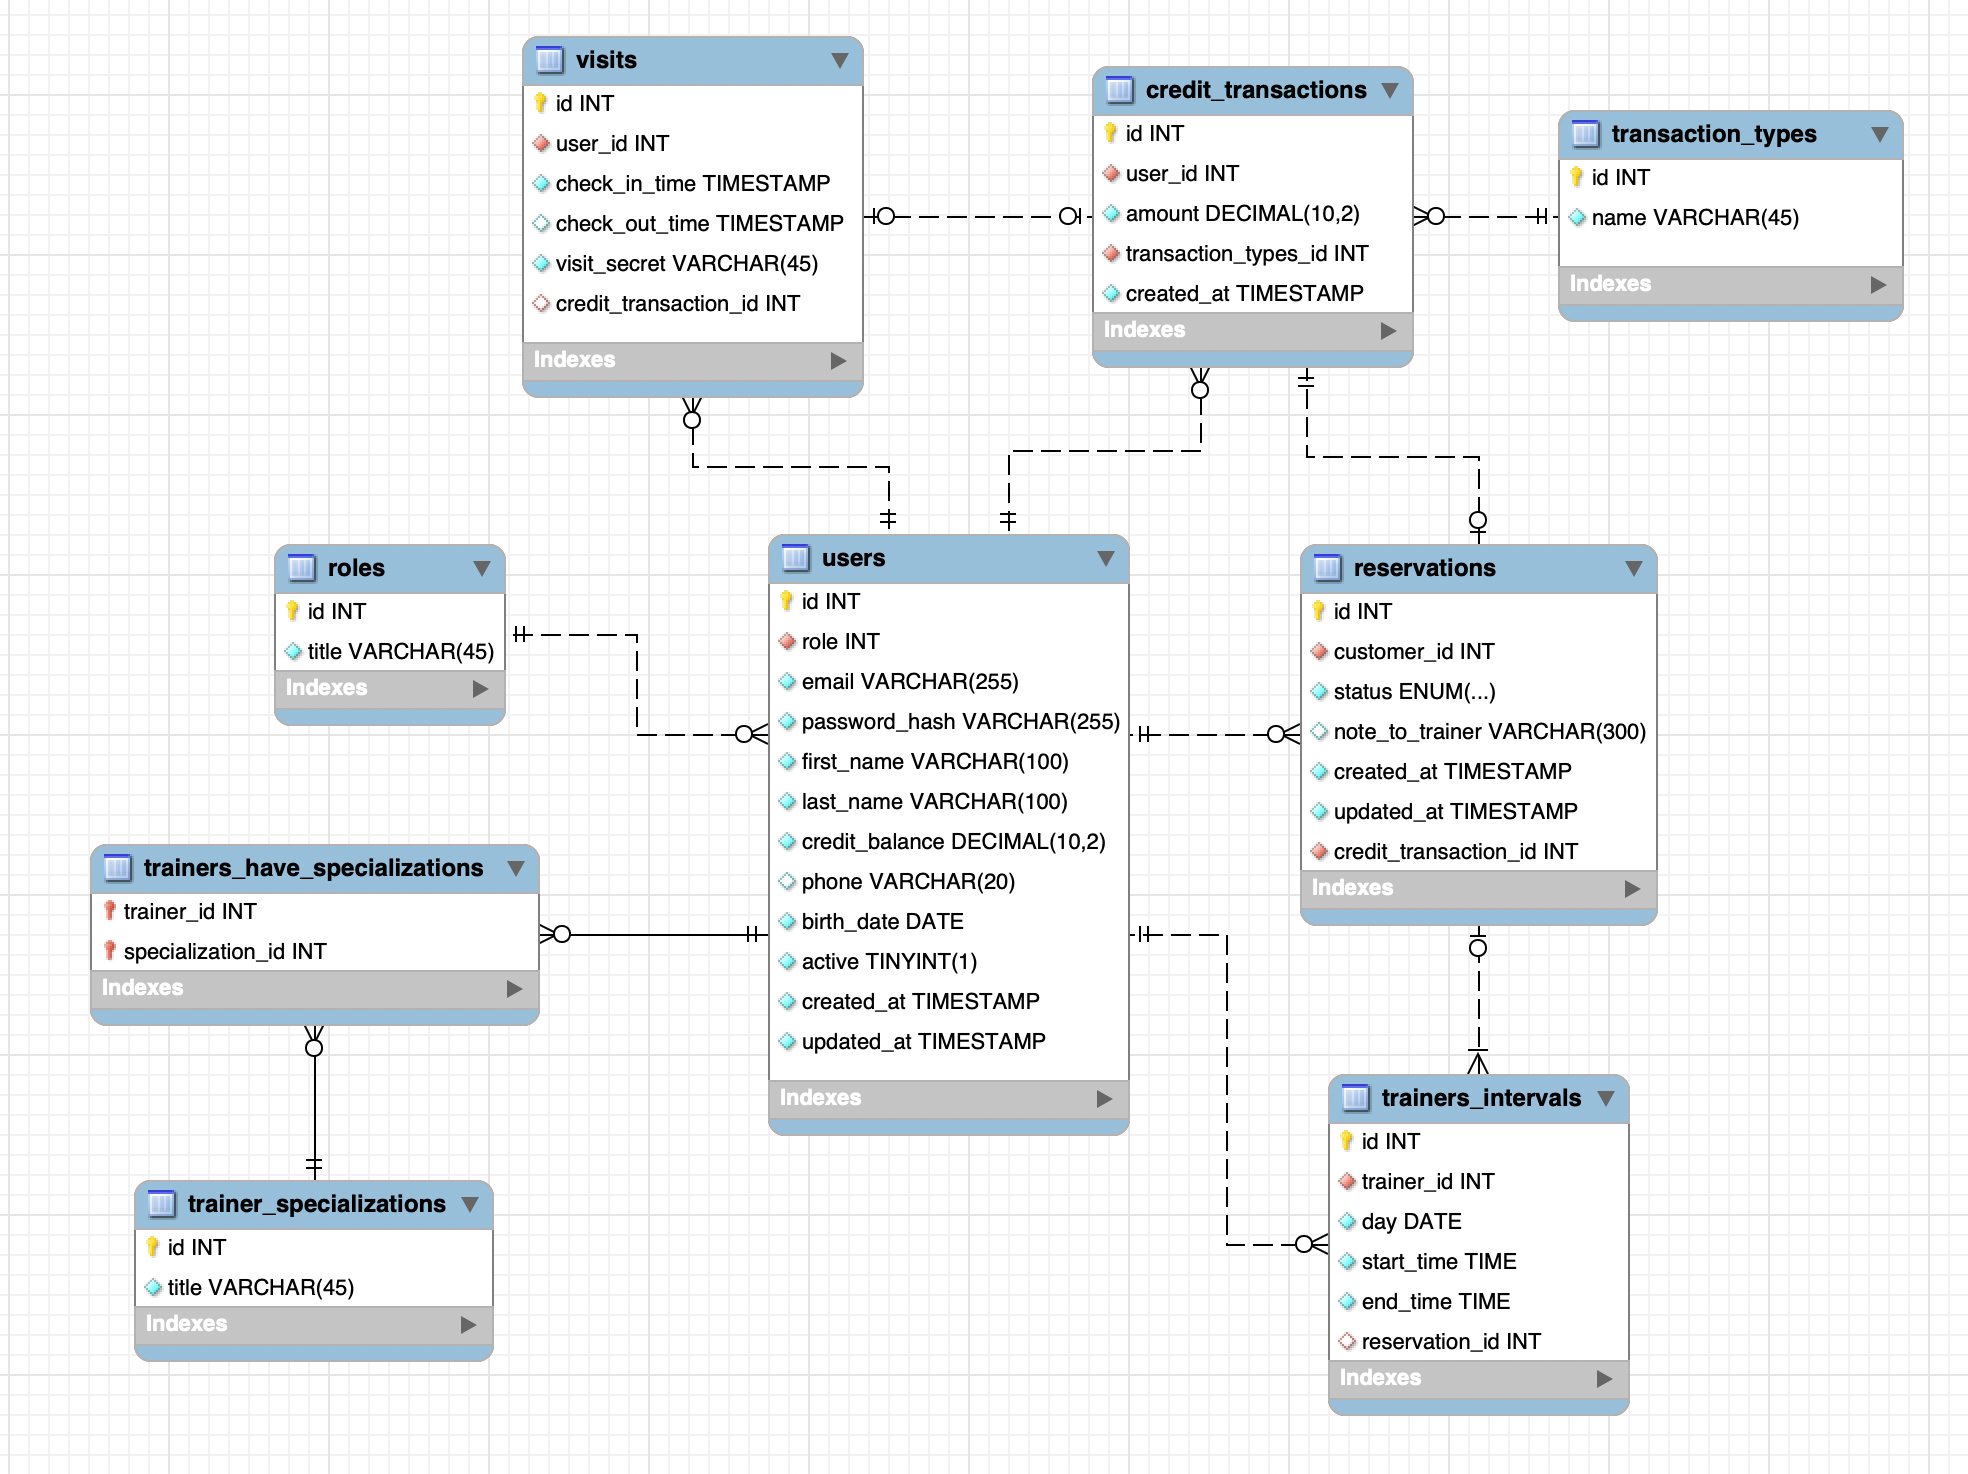 visits
id INT
user_id INT
check_in_time TIMESTAMP
check_out_time TIMESTAMP
visit_secret VARCHAR(45)
credit_transaction_id INT
Indexes
credit_transactions
id INT
user_id INT
amount DECIMAL(10,2)
transaction_types_id INT
created_at TIMESTAMP
Indexes
transaction_types
id INT
name VARCHAR(45)
Indexes
roles
id INT
title VARCHAR(45)
Indexes
users
id INT
role INT
email VARCHAR(255)
password_hash VARCHAR(255)
first_name VARCHAR(100)
last_name VARCHAR(100)
credit_balance DECIMAL(10,2)
phone VARCHAR(20)
birth_date DATE
active TINYINT(1)
created_at TIMESTAMP
updated_at TIMESTAMP
Indexes
reservations
id INT
customer_id INT
status ENUM(...)
note_to_trainer VARCHAR(300)
created_at TIMESTAMP
updated_at TIMESTAMP
credit_transaction_id INT
Indexes
trainers_have_specializations
trainer_id INT
specialization_id INT
Indexes
trainer_specializations
id INT
title VARCHAR(45)
Indexes
trainers_intervals
id INT
trainer_id INT
day DATE
start_time TIME
end_time TIME
reservation_id INT
Indexes